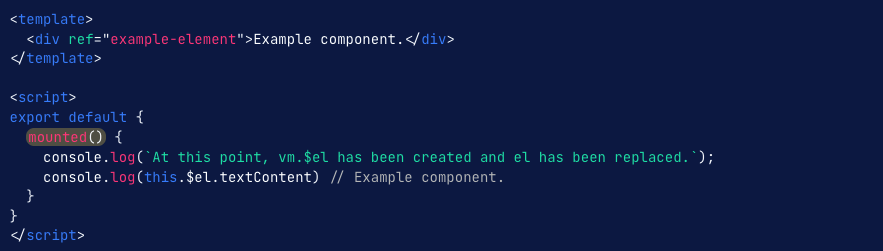 <template>
  <div ref="example-element">Example component.</div>
</template>

<script>
export default {
  mounted() {
    console.log(`At this point, vm.$el has been created and el has been replaced.`);
    console.log(this.$el.textContent) // Example component.
  }
}
</script>